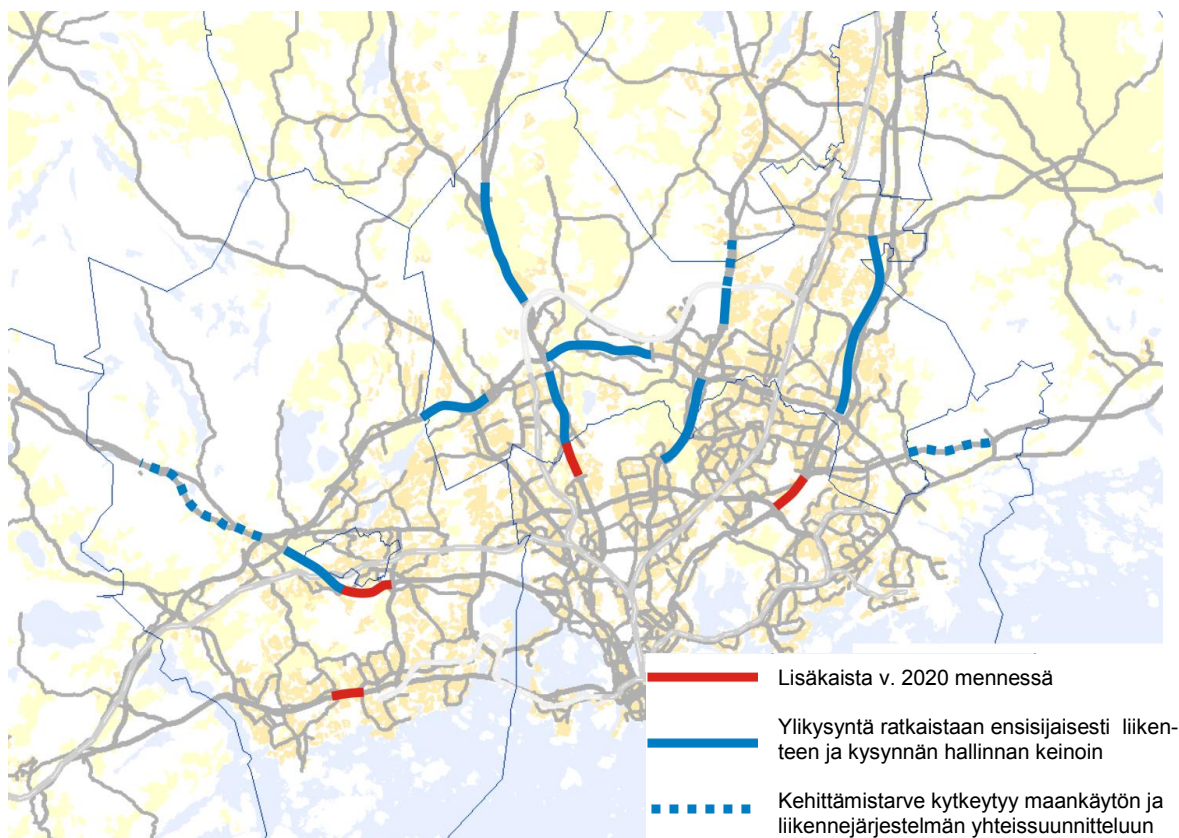 Lisäkaista v. 2020 mennessä
Ylikysyntä ratkaistaan ensisijaisesti liiken-
teen ja kysynnän hallinnan keinoin
Kehittämistarve kytkeytyy maankäytön ja
liikennejärjestelmän yhteissuunnitteluun